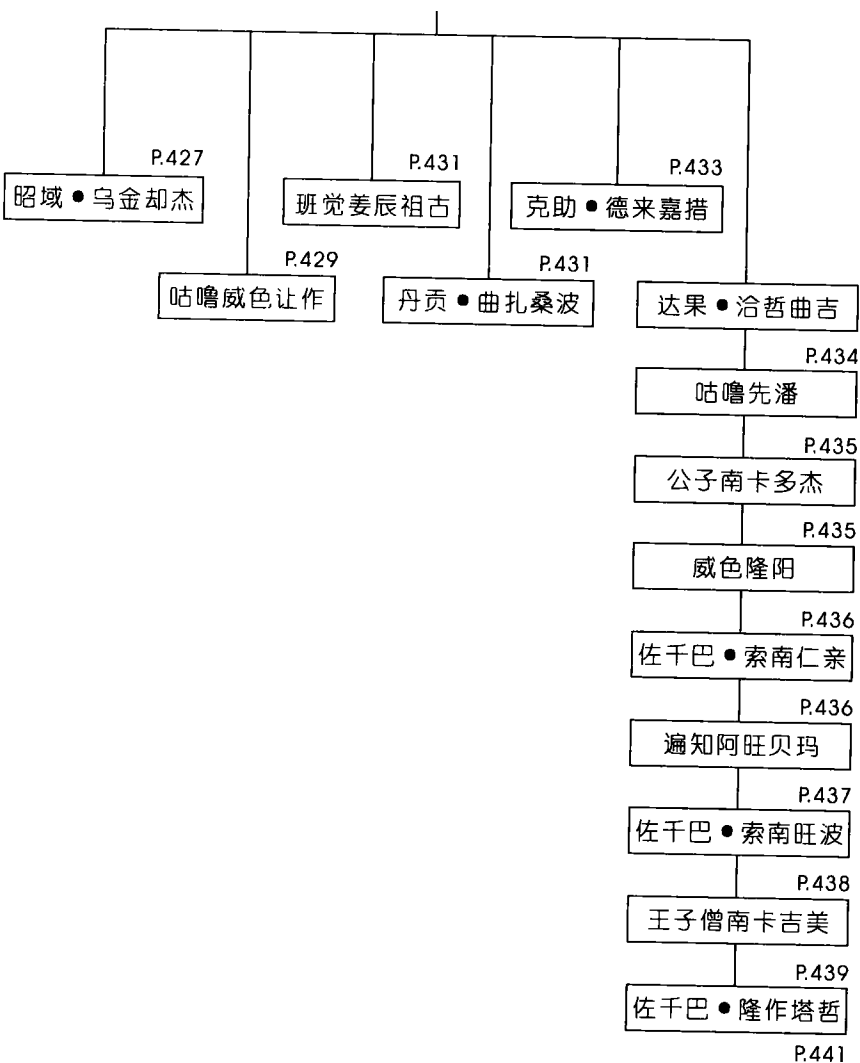 P.427
昭域●乌金却杰
P.431
班觉姜辰祖古
P.433
克助●德来嘉措
P.429
咕噜威色让作
P.431
丹贡●曲扎桑波
达果●洽哲曲吉
P.434
咕噜先潘
P.435
公子南卡多杰
P.435
威色隆阳
P.436
佐千巴●索南仁亲
P.436
遍知阿旺贝玛
P.437
佐千巴●索南旺波
P.438
王子僧南卡吉美
P.439
佐千巴●隆作塔哲
P.441